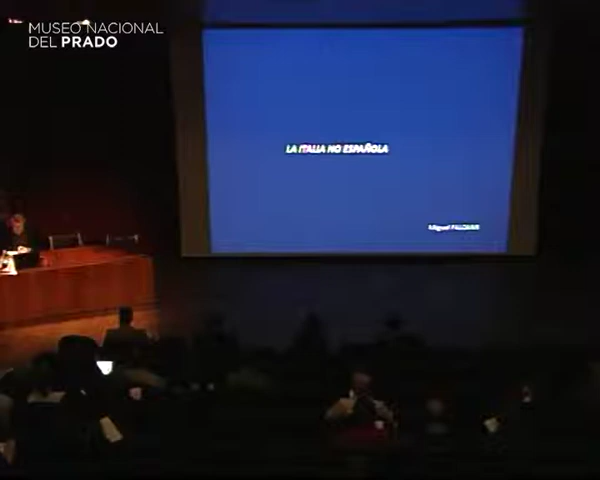 MUSEO NACIONAL
DEL PRADO
LA ITALIA NO ESPAÑOLA
Miguel FALOMIR